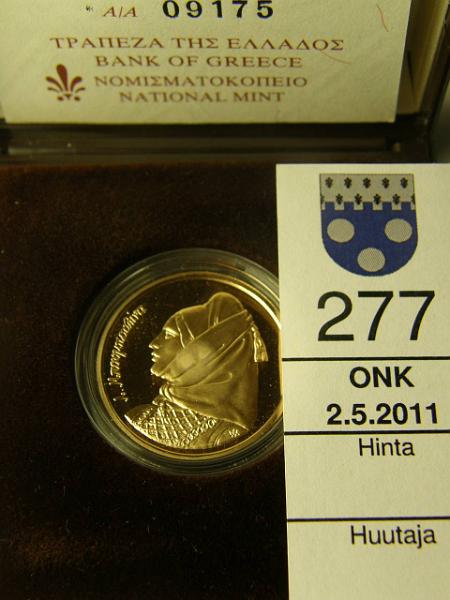 A/A 09175
ΤΡΑΠΕΖΑ ΤΗΣ ΕΛΛΑΔΟΣ
BANK OF GREECE
ΝΟΜΙΣΜΑΤΟΚΟΠΕΙΟ
NATIONAL MINT
277
ONK
2.5.2011
Hinta
Huutaja